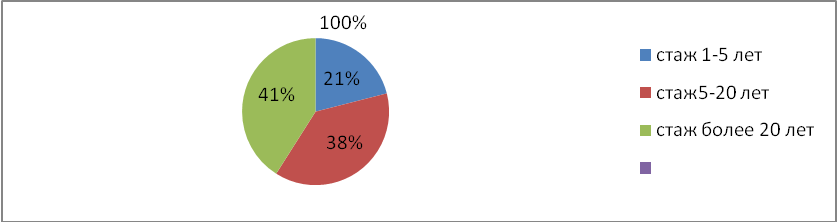 100%
21%
41%
38%
стаж 1-5 лет
стаж5-20 лет
стаж более 20 лет